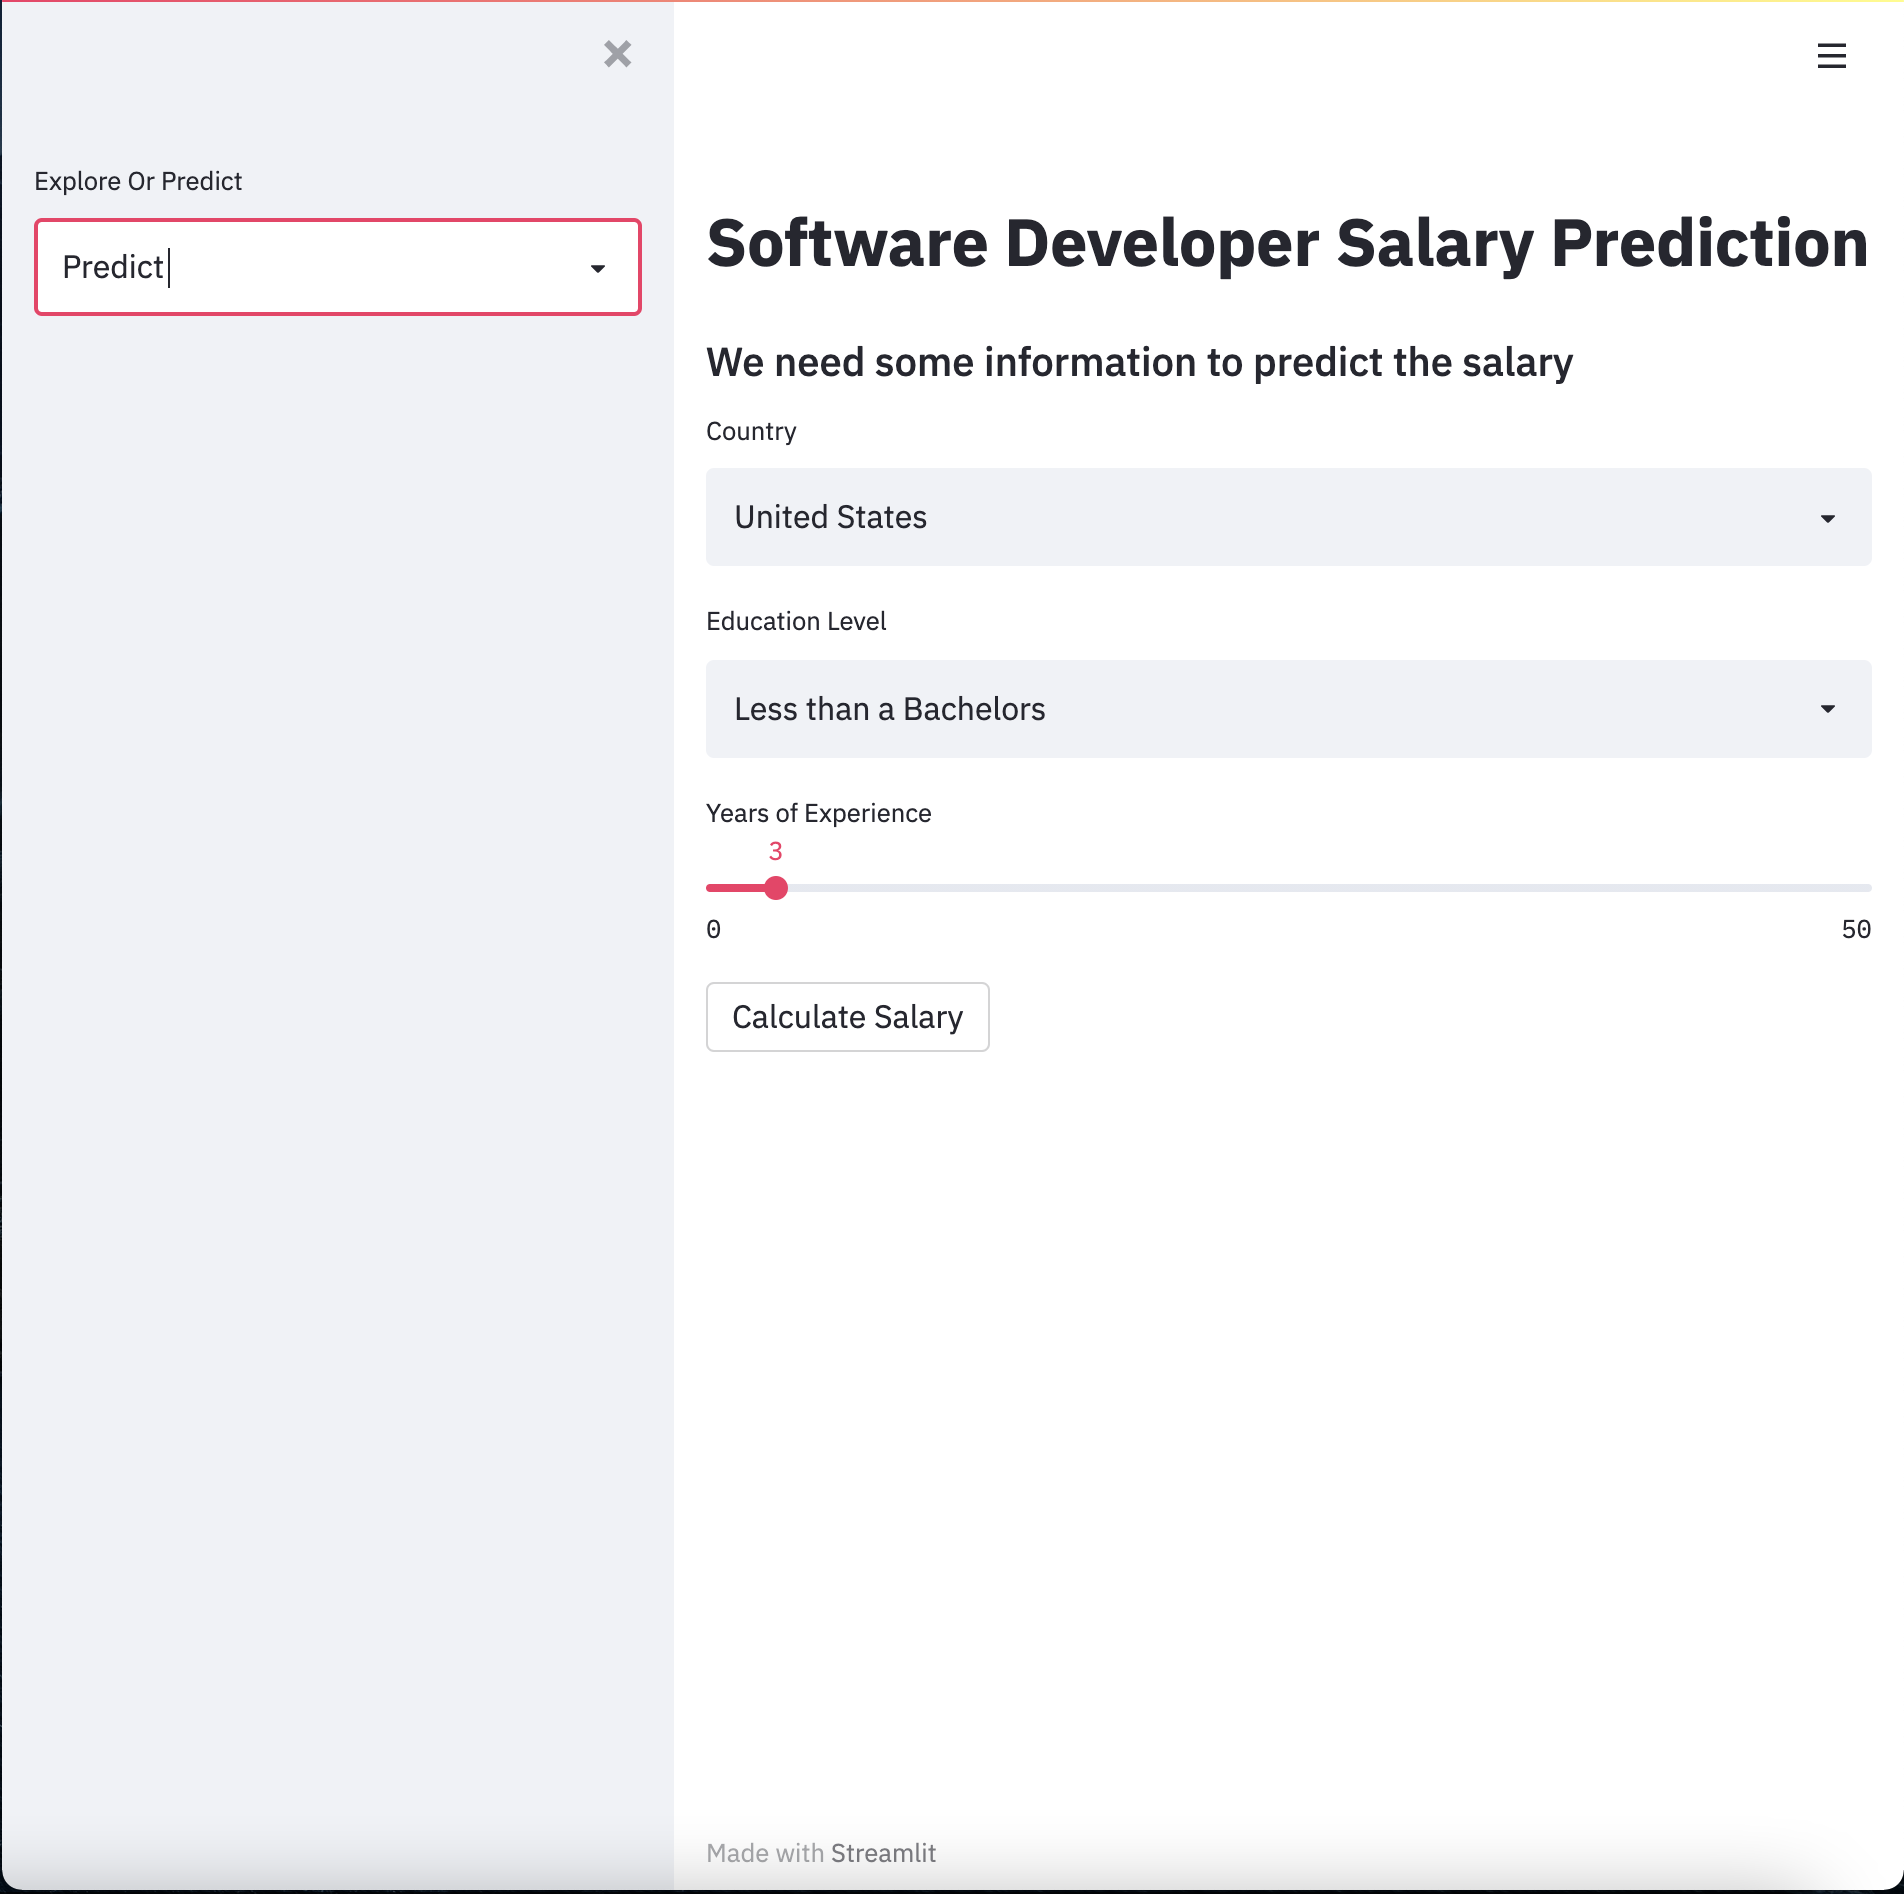 Explore Or Predict
Predict
Software Developer Salary Prediction
We need some information to predict the salary
Country
United States
Education Level
Less than a Bachelors
Years of Experience
3
0 50
Calculate Salary
Made with Streamlit